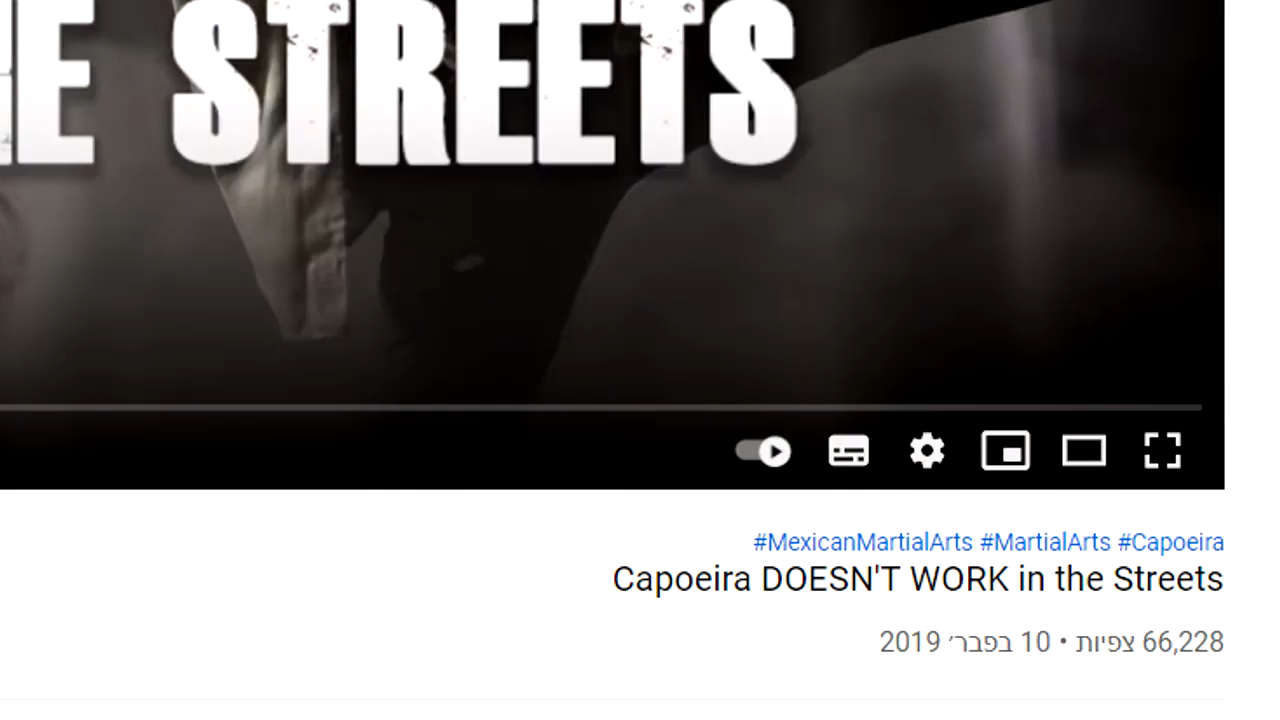 E STREETS
#MexicanMartialArts #MartialArts #Capoeira
Capoeira DOESN'T WORK in the Streets
66,228 צפיות • 10 בפבר׳ 2019